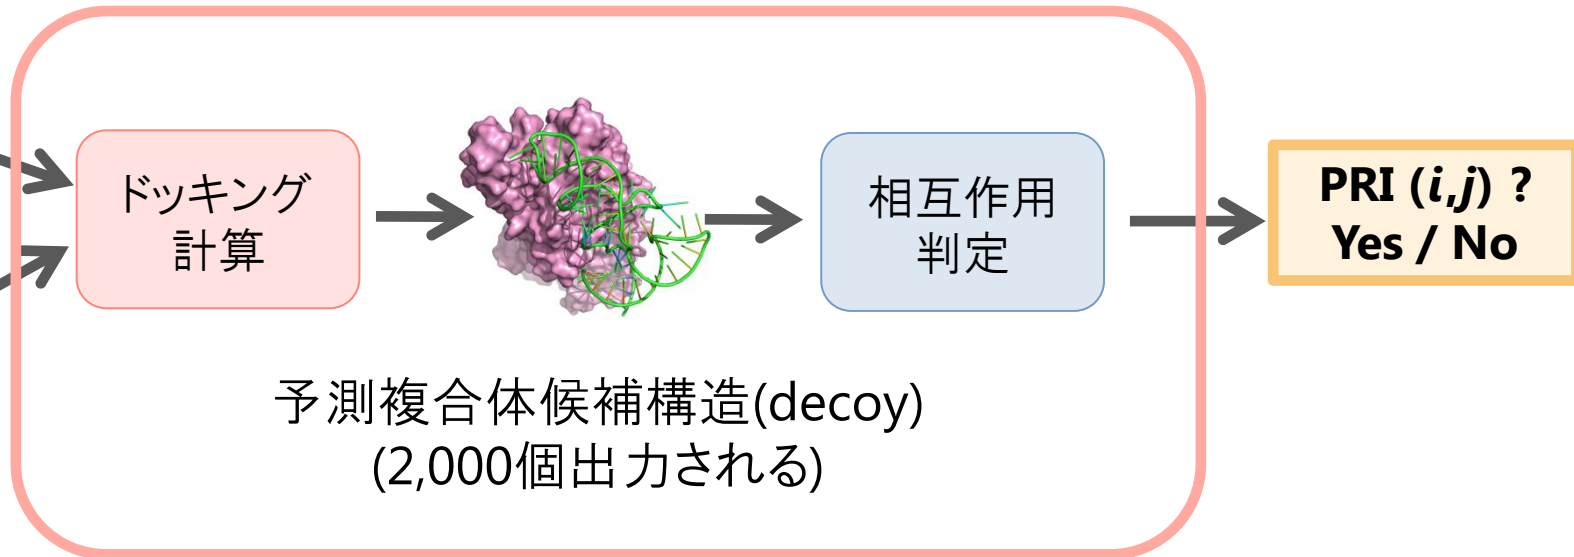 ドッキング
計算
相互作用
判定
PRI (i,j) ?
Yes / No
予測複合体候補構造(decoy)
(2,000個出力される)